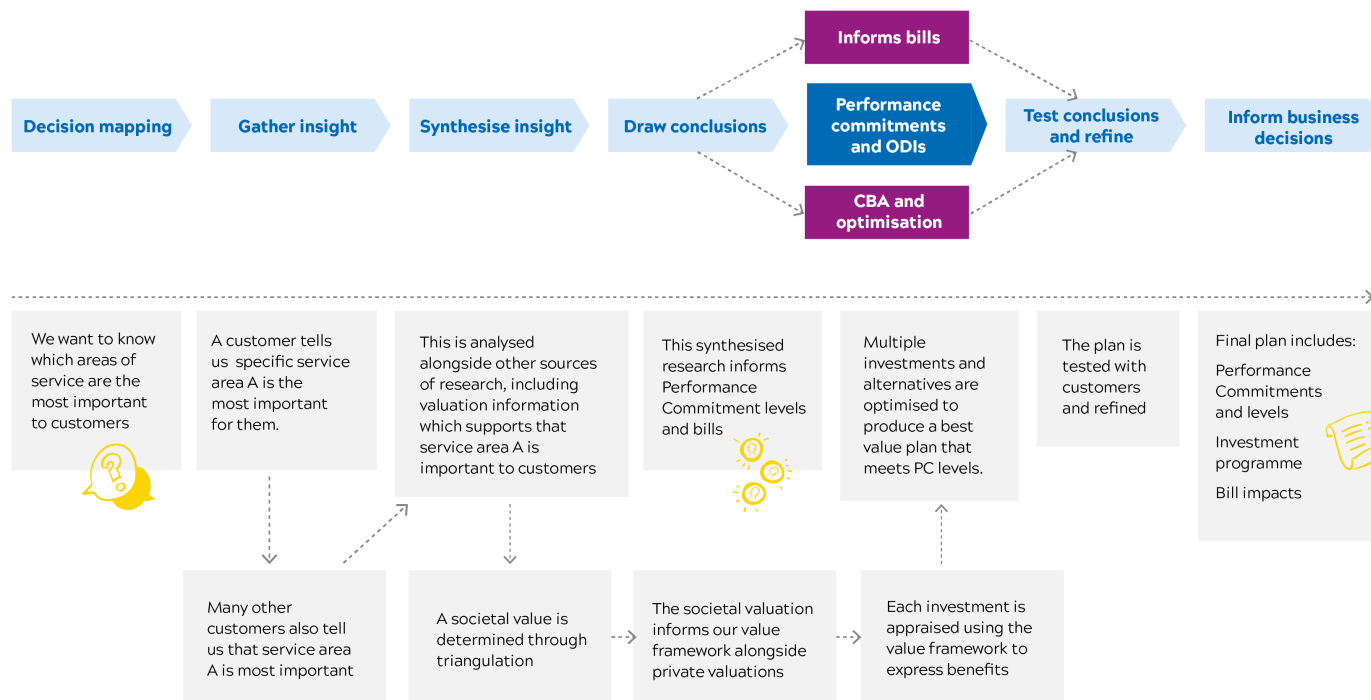 Informs bills
Decision mapping
Gather insight
Synthesise insight
Draw conclusions
Performance
commitments
and ODIs
Test conclusions
and refine
Inform business
decisions
CBA and
optimisation
We want to know
which areas of
service are the
most important
to customers
A customer tells
us specific service
area A is the
most important
for them.
This is analysed
alongside other sources
of research, including
valuation information
which supports that
service area A is
important to customers
This synthesised
research informs
Performance
Commitment levels
and bills
Multiple
investments and
alternatives are
optimised to
produce a best
value plan that
meets PC levels.
The plan is
tested with
customers
and refined
Final plan includes:
Performance
Commitments
and levels
Investment
programme
Bill impacts
Many other
customers also tell
us that service area
A is most important
A societal value is
determined through
triangulation
The societal valuation
informs our value
framework alongside
private valuations
Each investment is
appraised using the
value framework to
express benefits